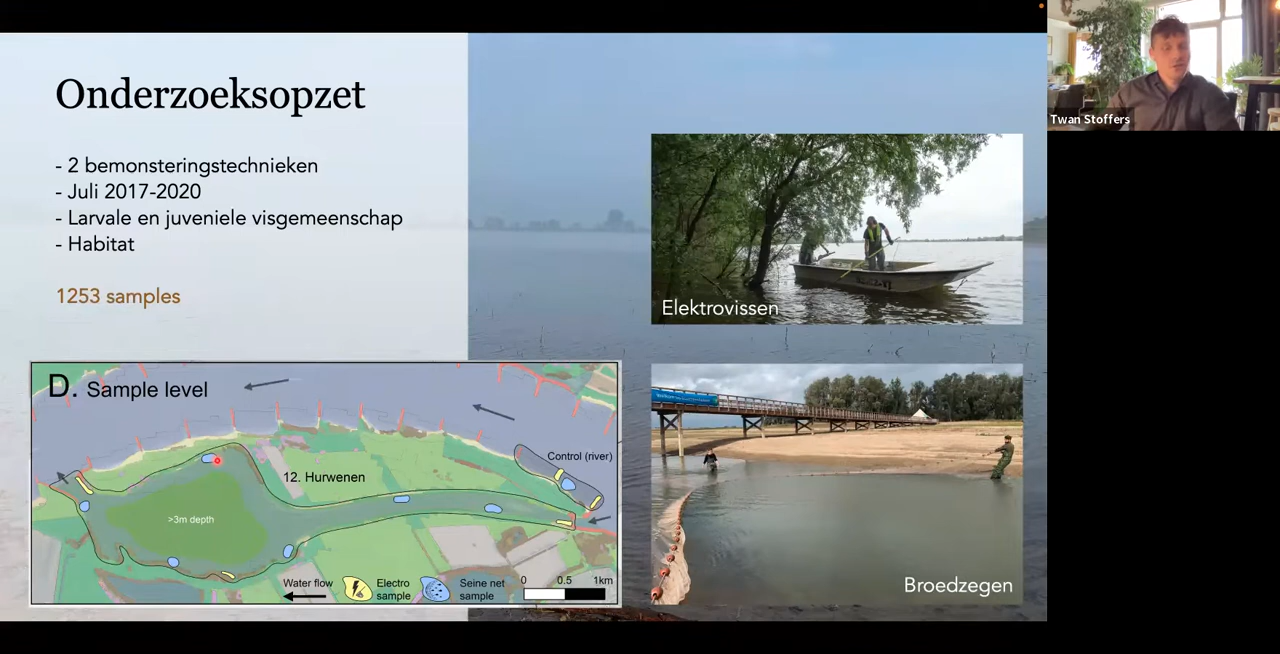 Onderzoeksopzet
- 2 bemonsteringstechnieken
- Juli 2017-2020
- Larvale en juveniele visgemeenschap
- Habitat
1253 samples
Twan Stoffers
Elektrovissen
D. Sample level
Control (river)
12. Hurwenen
>3m depth
Water flow
Electro
sample
Seine net
sample
0 0.5 1km
Broedzegen